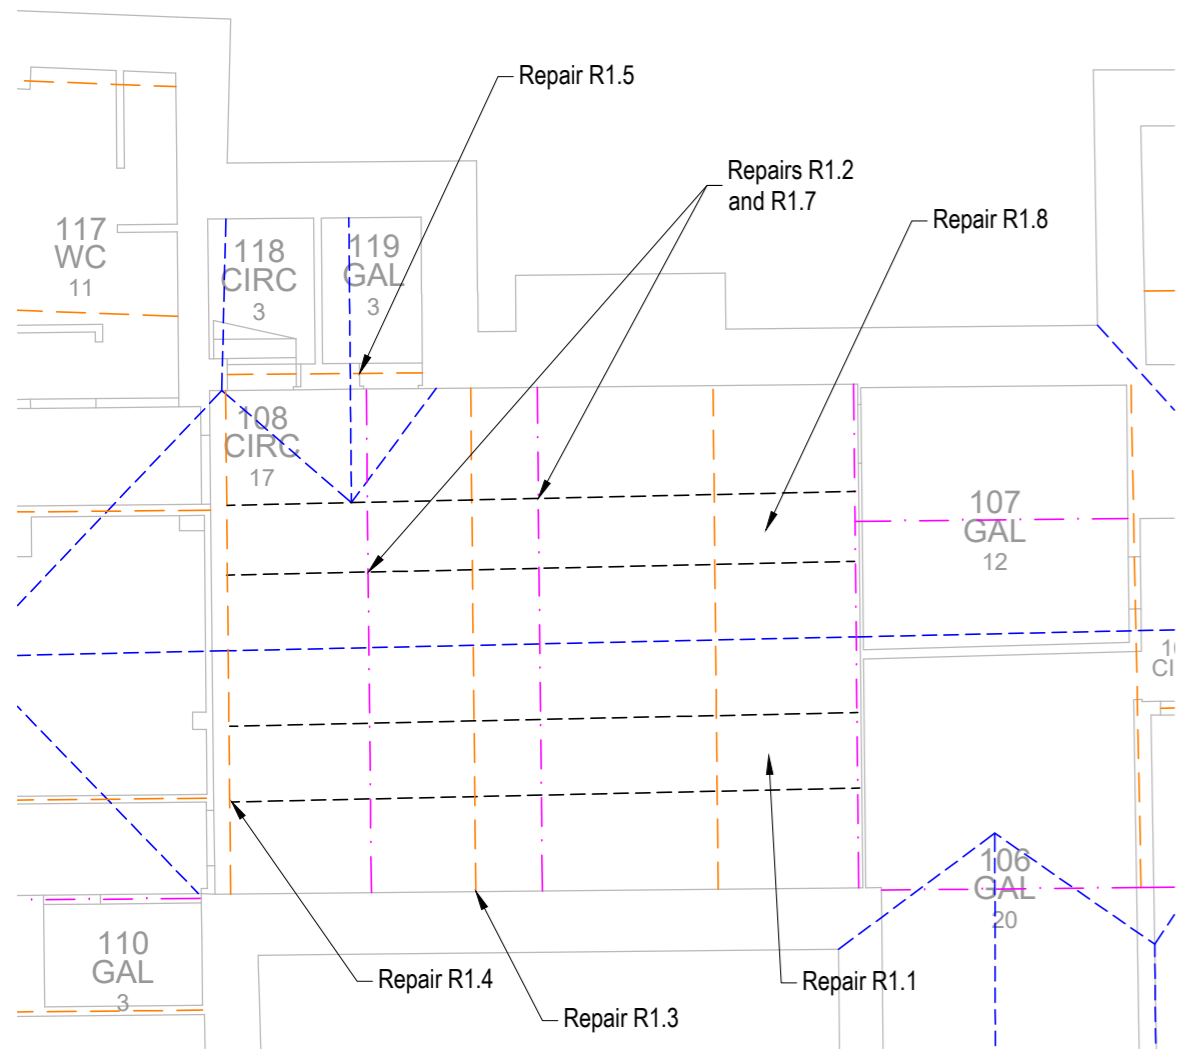 Repair R1.5
Repairs R1.2
and R1.7
Repair R1.8
117
WC
11
118
CIRC
3
119
GAL
3
108
CIRC
17
107
GAL
12
106
GAL
20
110
GAL
3
Repair R1.4
Repair R1.3
Repair R1.1